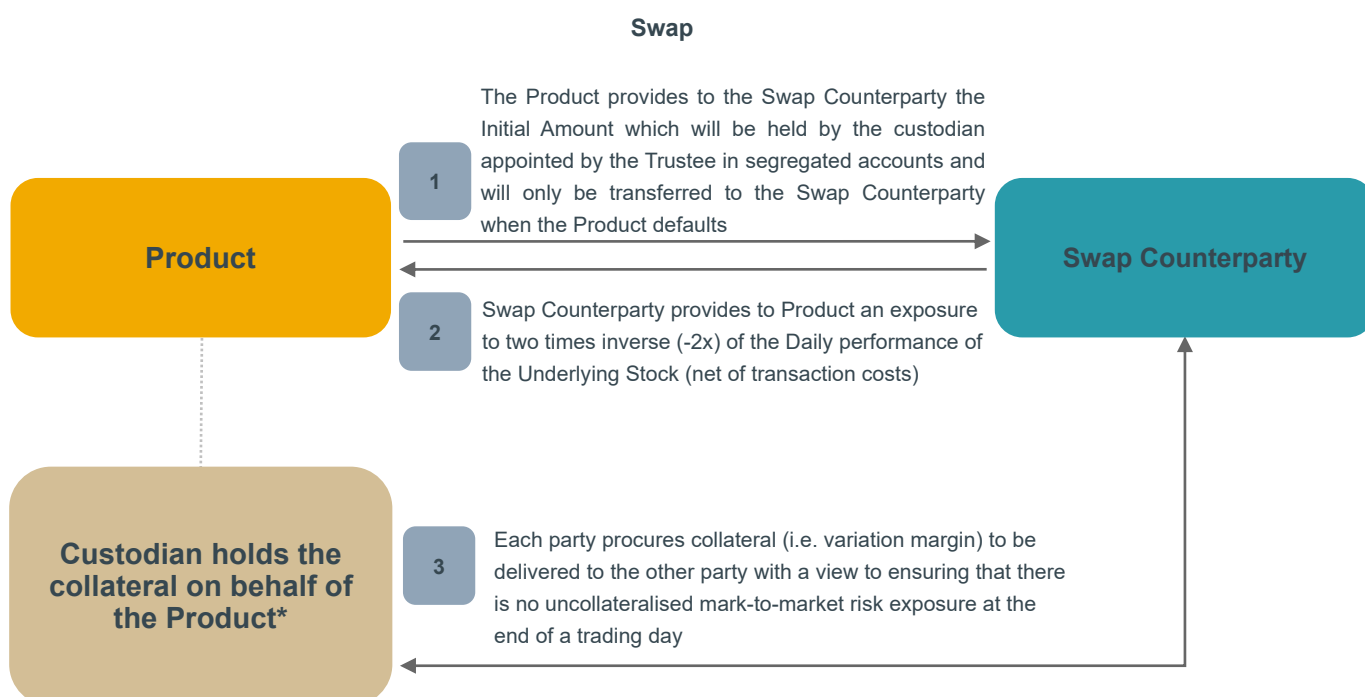 Swap
The Product provides to the Swap Counterparty the
Initial Amount which will be held by the custodian
appointed by the Trustee in segregated accounts and
will only be transferred to the Swap Counterparty
when the Product defaults
1
Product
Swap Counterparty
2
Swap Counterparty provides to Product an exposure
to two times inverse (-2x) of the Daily performance of
the Underlying Stock (net of transaction costs)
Custodian holds the
collateral on behalf of
the Product*
3
Each party procures collateral (i.e. variation margin) to be
delivered to the other party with a view to ensuring that there
is no uncollateralised mark-to-market risk exposure at the
end of a trading day